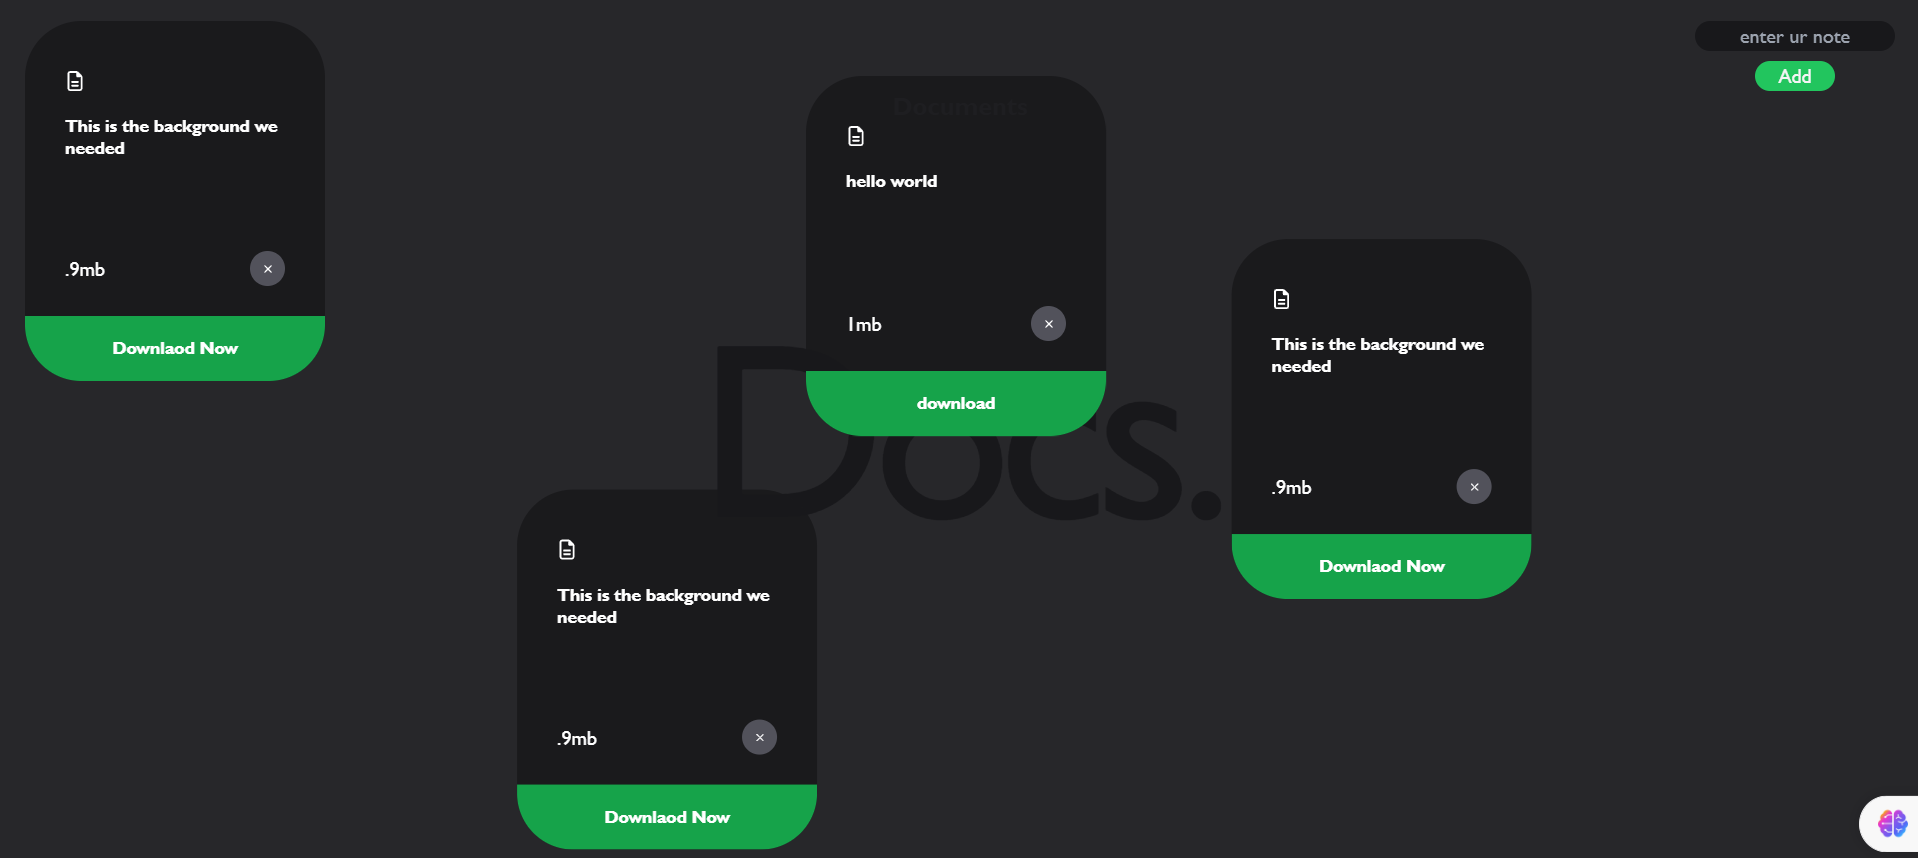 This is the background we
needed
.9mb
Downlaod Now
Documents
hello world
1mb
download
enter ur note
Add
Docs.
This is the background we
needed
.9mb
Downlaod Now
This is the background we
needed
.9mb
Downlaod Now